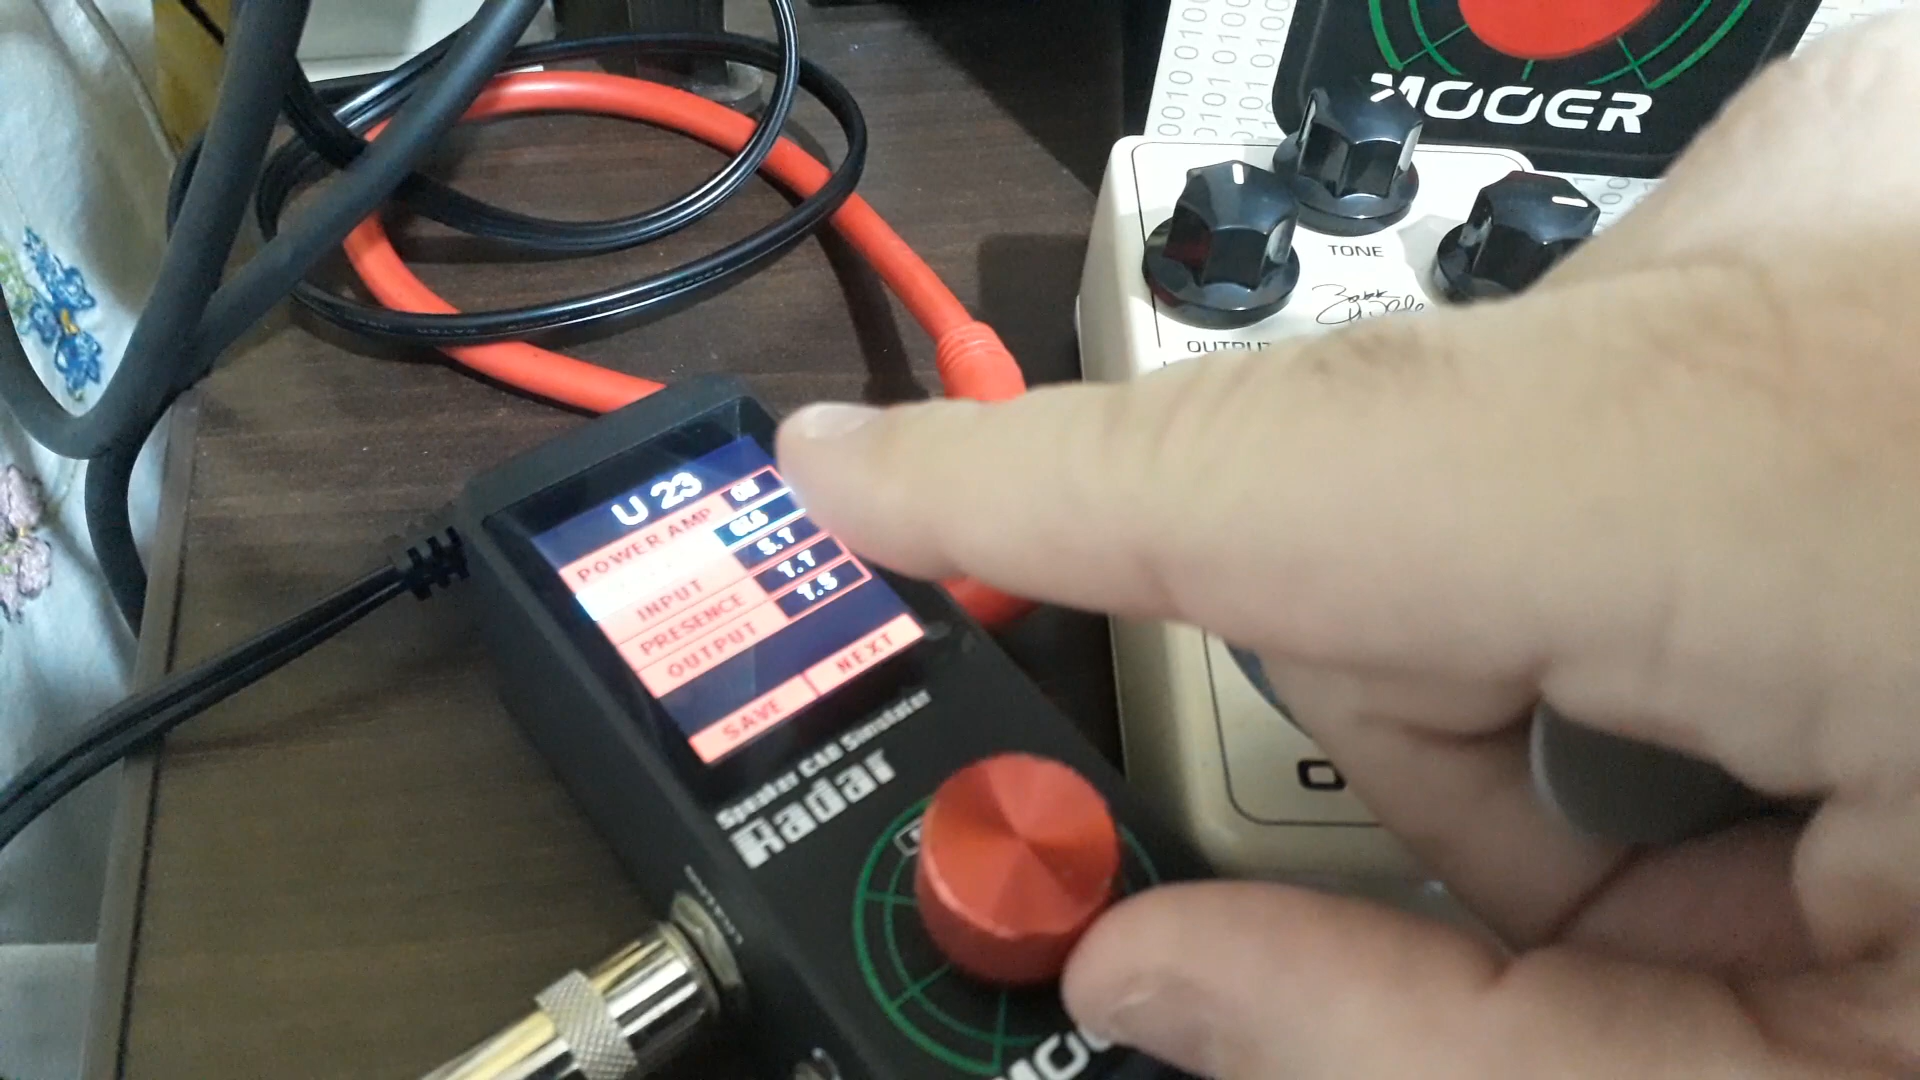 MOOER
TONE
OUTPUT
U 23
POWER AMP
INPUT 5.7
PRESENCE 7.7
OUTPUT 7.5
SAVE
NEXT
Speaker CAB Simulator
Radar